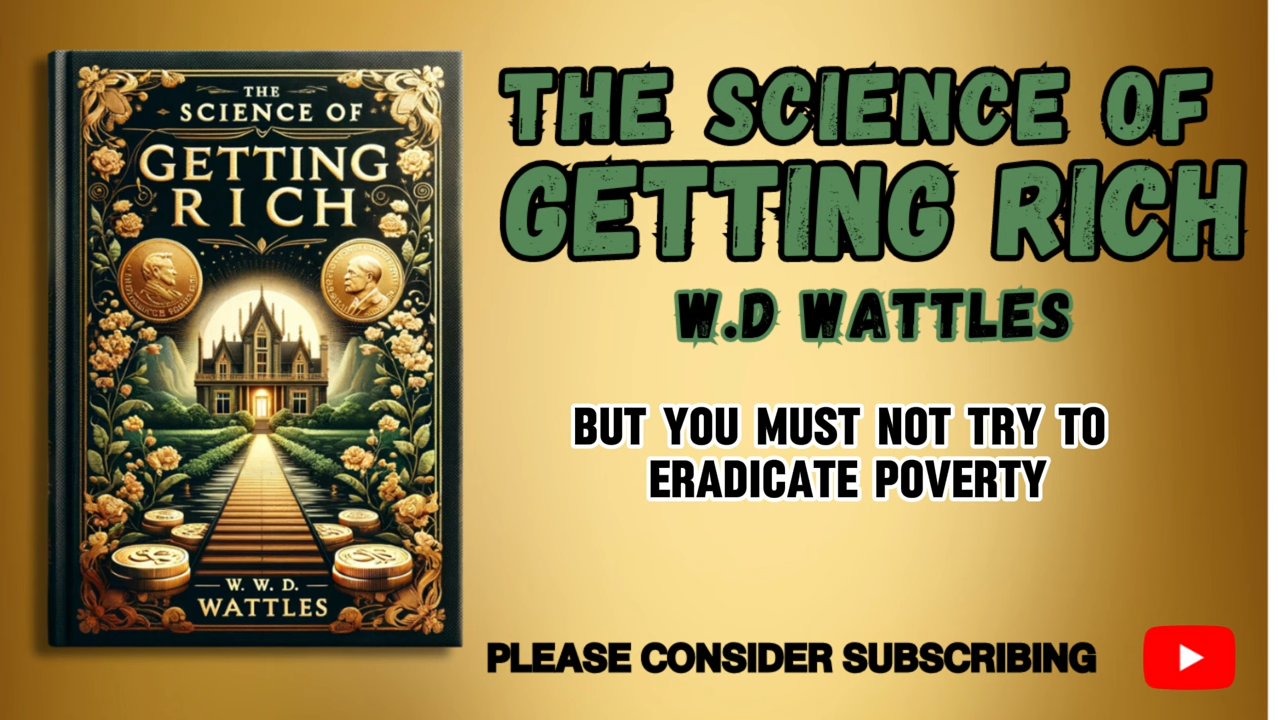 THE
SCIENCE OF
GETTING
RICH
W. W. D.
WATTLES
THE SCIENCE OF
GETTING RICH
W.D WATTLES
BUT YOU MUST NOT TRY TO
ERADICATE POVERTY
PLEASE CONSIDER SUBSCRIBING